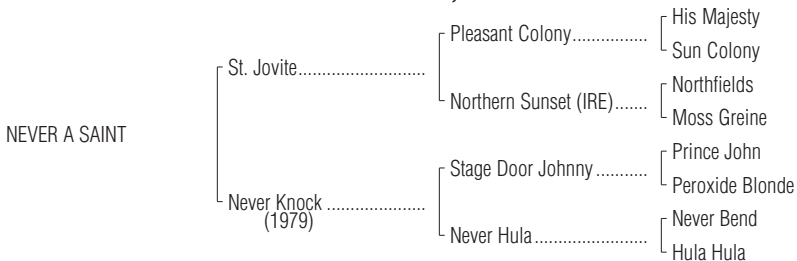 His Majesty
Pleasant Colony................
Sun Colony
St. Jovite...........................
Northfields
Northern Sunset (IRE).......
Moss Greine
NEVER A SAINT
Prince John
Stage Door Johnny ...........
Peroxide Blonde
Never Knock .....................
(1979)
Never Bend
Never Hula........................
Hula Hula